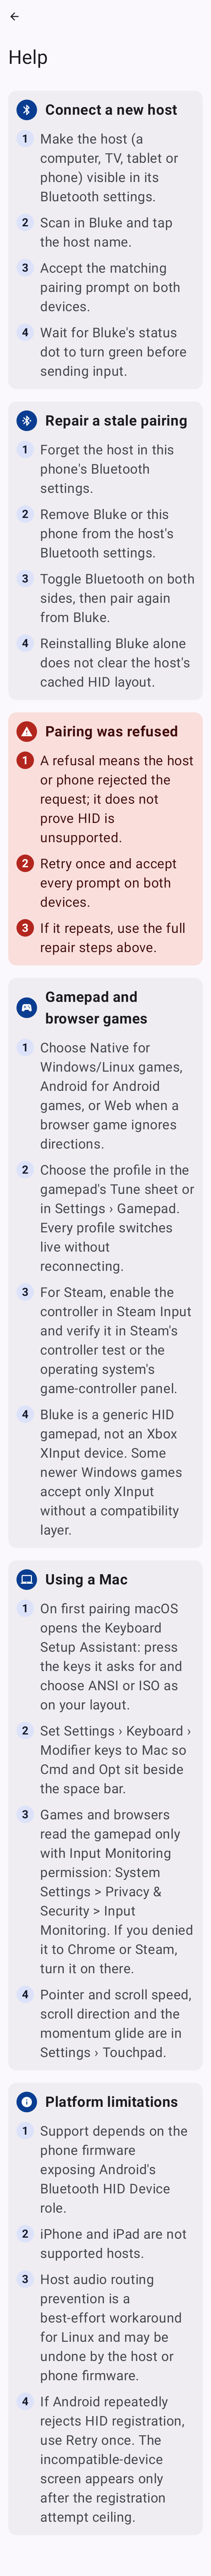 Help
Connect a new host
1 Make the host (a
computer, TV, tablet or
phone) visible in its
Bluetooth settings.
2 Scan in Bluke and tap
the host name.
3 Accept the matching
pairing prompt on both
devices.
4 Wait for Bluke's status
dot to turn green before
sending input.
Repair a stale pairing
1 Forget the host in this
phone's Bluetooth
settings.
2 Remove Bluke or this
phone from the host's
Bluetooth settings.
3 Toggle Bluetooth on both
sides, then pair again
from Bluke.
4 Reinstalling Bluke alone
does not clear the host's
cached HID layout.
Pairing was refused
1 A refusal means the host
or phone rejected the
request; it does not
prove HID is
unsupported.
2 Retry once and accept
every prompt on both
devices.
3 If it repeats, use the full
repair steps above.
Gamepad and
browser games
1 Choose Native for
Windows/Linux games,
Android for Android
games, or Web when a
browser game ignores
directions.
2 Choose the profile in the
gamepad's Tune sheet or
in Settings › Gamepad.
Every profile switches
live without
reconnecting.
3 For Steam, enable the
controller in Steam Input
and verify it in Steam's
controller test or the
operating system's
game-controller panel.
4 Bluke is a generic HID
gamepad, not an Xbox
XInput device. Some
newer Windows games
accept only XInput
without a compatibility
layer.
Using a Mac
1 On first pairing macOS
opens the Keyboard
Setup Assistant: press
the keys it asks for and
choose ANSI or ISO as
on your layout.
2 Set Settings › Keyboard ›
Modifier keys to Mac so
Cmd and Opt sit beside
the space bar.
3 Games and browsers
read the gamepad only
with Input Monitoring
permission: System
Settings > Privacy &
Security > Input
Monitoring. If you denied
it to Chrome or Steam,
turn it on there.
4 Pointer and scroll speed,
scroll direction and the
momentum glide are in
Settings › Touchpad.
Platform limitations
1 Support depends on the
phone firmware
exposing Android's
Bluetooth HID Device
role.
2 iPhone and iPad are not
supported hosts.
3 Host audio routing
prevention is a
best-effort workaround
for Linux and may be
undone by the host or
phone firmware.
4 If Android repeatedly
rejects HID registration,
use Retry once. The
incompatible-device
screen appears only
after the registration
attempt ceiling.